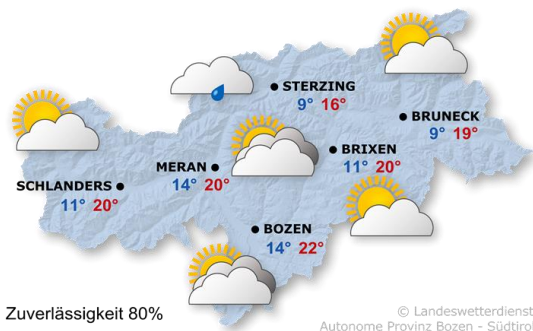 STERZING
9° 16°
BRUNECK
9° 19°
BRIXEN
11° 20°
MERAN
14° 20°
SCHLANDERS
11° 20°
BOZEN
14° 22°
Zuverlässigkeit 80%
© Landeswetterdienst
Autonome Provinz Bozen - Südtirol